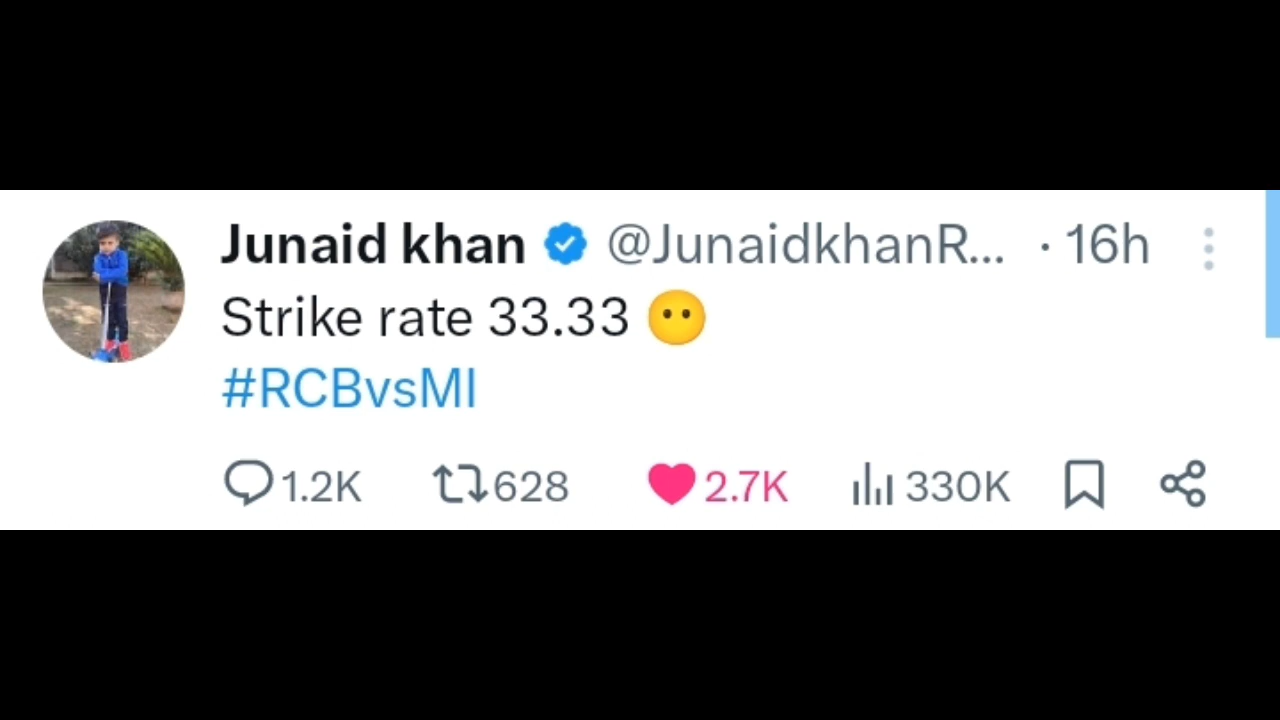 Junaid khan @JunaidkhanR... · 16h
Strike rate 33.33 😶
#RCBvsMI
1.2K 628 2.7K 330K